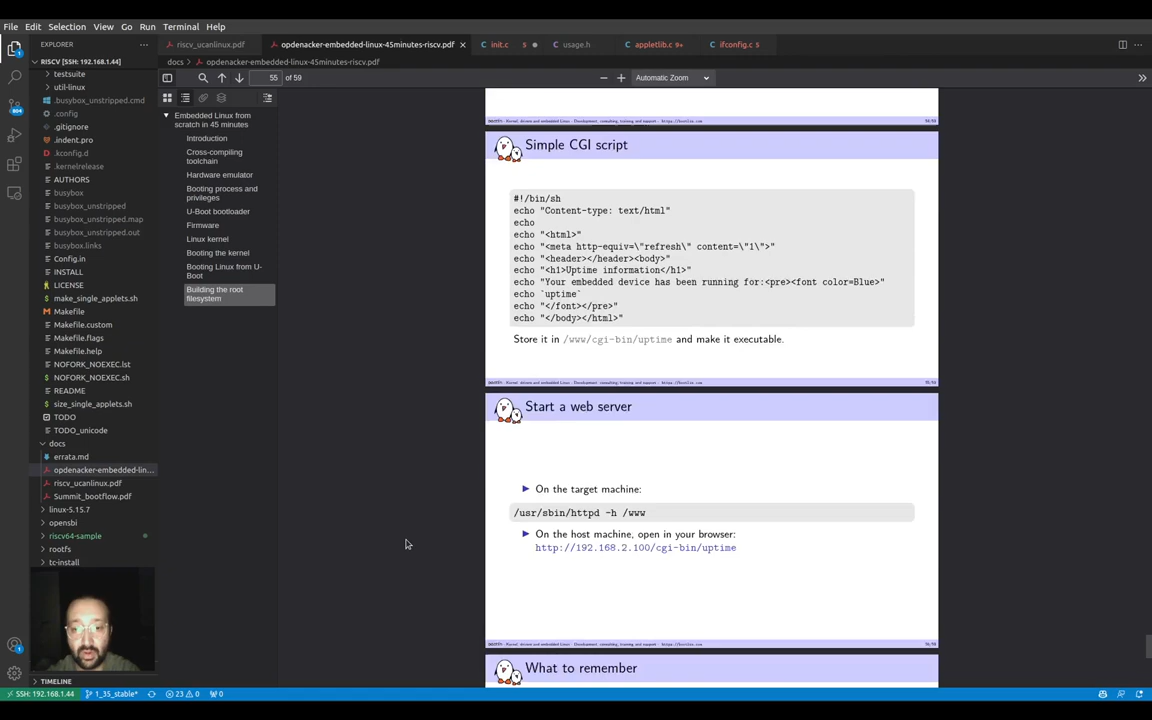 File Edit Selection View Go Run Terminal Help
EXPLORER
riscv_ucanlinux.pdf
opdenacker-embedded-linux-45minutes-riscv.pdf
init.c 5
usage.h
appletlib.c 9+
ifconfig.c 5
RISCV [SSH: 192.168.1.44]
docs > opdenacker-embedded-linux-45minutes-riscv.pdf
55 of 59
Automatic Zoom
804
testsuite
util-linux
.busybox_unstripped.cmd
.config
.gitignore
.indent.pro
.kconfig.d
.kernelrelease
AUTHORS
busybox
busybox_unstripped
busybox_unstripped.map
busybox_unstripped.out
busybox.links
Config.in
INSTALL
LICENSE
make_single_applets.sh
Makefile
Makefile.custom
Makefile.flags
Makefile.help
NOFORK_NOEXEC.lst
NOFORK_NOEXEC.sh
README
size_single_applets.sh
TODO
TODO_unicode
docs
errata.md
opdenacker-embedded-lin...
riscv_ucanlinux.pdf
Summit_bootflow.pdf
linux-5.15.7
opensbi
riscv64-sample
rootfs
tc-install
TIMELINE
Embedded Linux from
scratch in 45 minutes
Introduction
Cross-compiling
toolchain
Hardware emulator
Booting process and
privileges
U-Boot bootloader
Firmware
Linux kernel
Booting the kernel
Booting Linux from U-
Boot
Building the root
filesystem
Simple CGI script
#!/bin/sh
echo "Content-type: text/html"
echo
echo "<html>"
echo "<meta http-equiv=\"refresh\" content=\"1\">"
echo "<header></header><body>"
echo "<h1>Uptime information</h1>"
echo "Your embedded device has been running for:<pre><font color=Blue>"
echo `uptime`
echo "</font></pre>"
echo "</body></html>"
Store it in /www/cgi-bin/uptime and make it executable.
Start a web server
On the target machine:
/usr/sbin/httpd -h /www
On the host machine, open in your browser:
http://192.168.2.100/cgi-bin/uptime
What to remember
SSH: 192.168.1.44
1_35_stable*
23 0
0